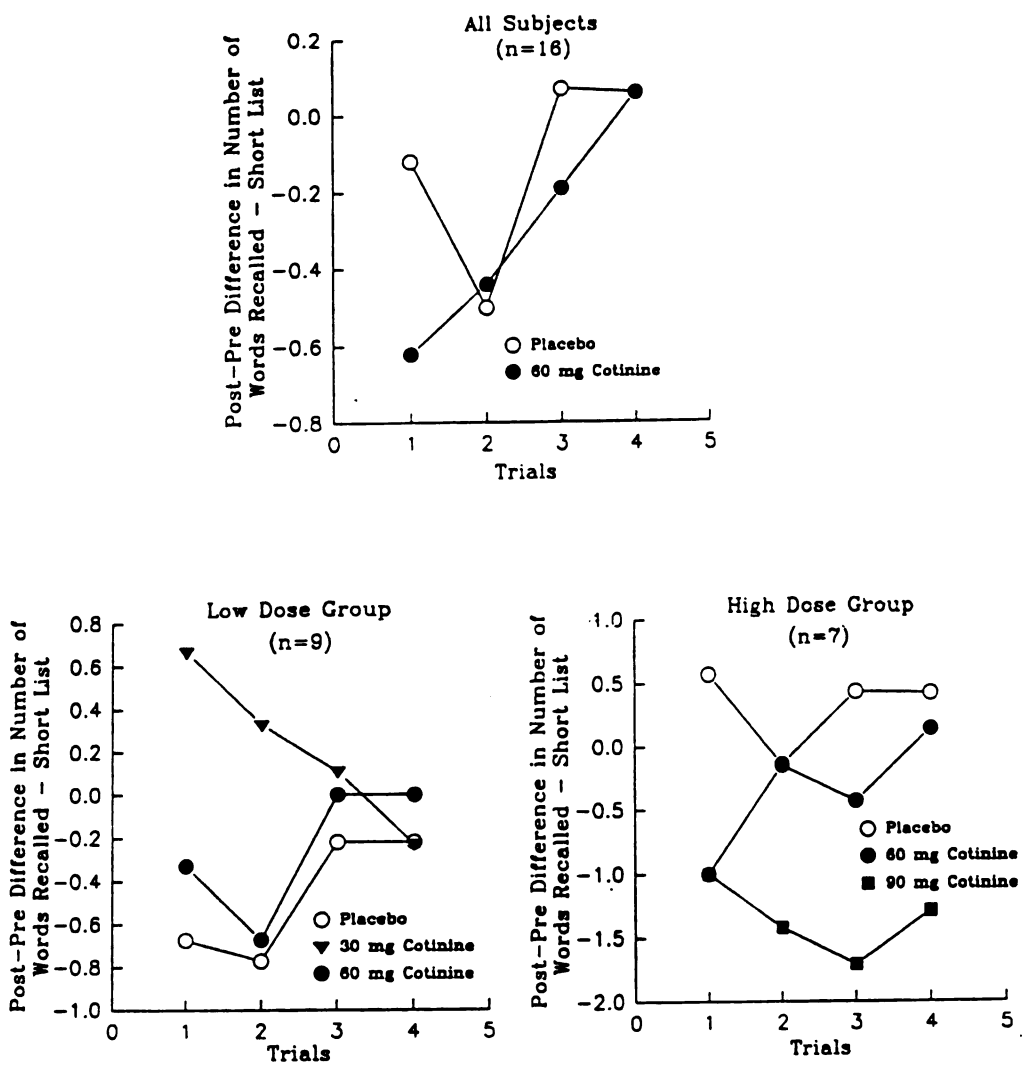 All Subjects
(n=16)
Post-Pre Difference in Number of
Words Recalled - Short List
0.2
0.0
-0.2
-0.4
-0.6
-0.8
Placebo
60 mg Cotinine
0 1 2 3 4 5
Trials
Low Dose Group
(n=9)
Post-Pre Difference in Number of
Words Recalled - Short List
0.8
0.6
0.4
0.2
0.0
-0.2
-0.4
-0.6
-0.8
-1.0
Placebo
30 mg Cotinine
60 mg Cotinine
0 1 2 3 4 5
Trials
High Dose Group
(n=7)
Post-Pre Difference in Number of
Words Recalled - Short List
1.0
0.5
0.0
-0.5
-1.0
-1.5
-2.0
Placebo
60 mg Cotinine
90 mg Cotinine
0 1 2 3 4 5
Trials